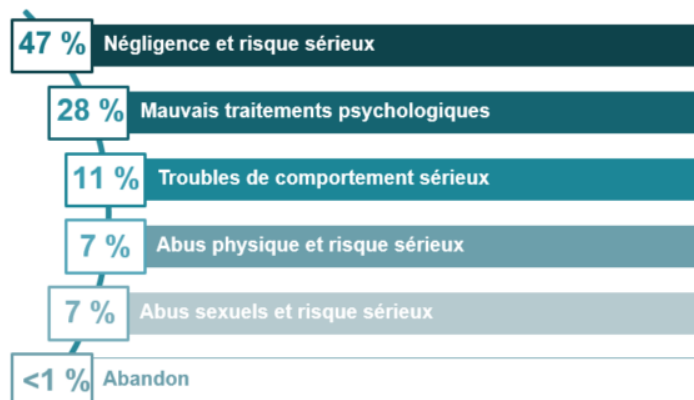 47 % Négligence et risque sérieux
28 % Mauvais traitements psychologiques
11 % Troubles de comportement sérieux
7 % Abus physique et risque sérieux
7 % Abus sexuels et risque sérieux
<1 % Abandon